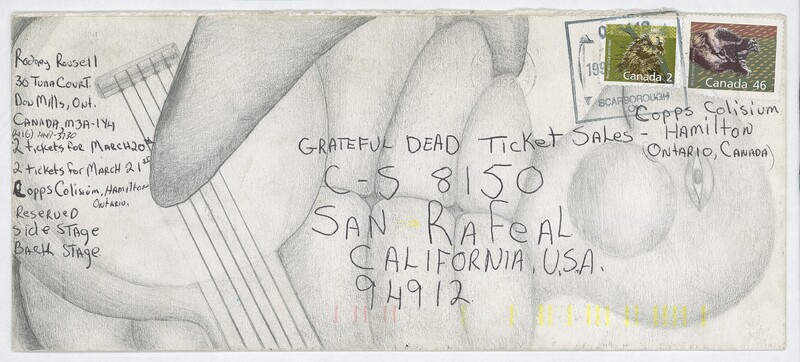 Rodney Rousell
30 Tuna Court
Don Mills, Ont.
CANADA, M3A-1Y4
2 tickets for MARCH 20th
2 tickets for March 21st
Copps Colisium, Hamilton
Ontario.
Reserved
Side Stage
Back Stage
SCARBOROUGH
Canada 2
Canada 46
Copps Colisium
GRATEFUL DEAD Ticket Sales - Hamilton
(ONTARIO, CANADA)
C-S 8150
SAN RafeaL
CALIFORNIA, U.S.A.
94912